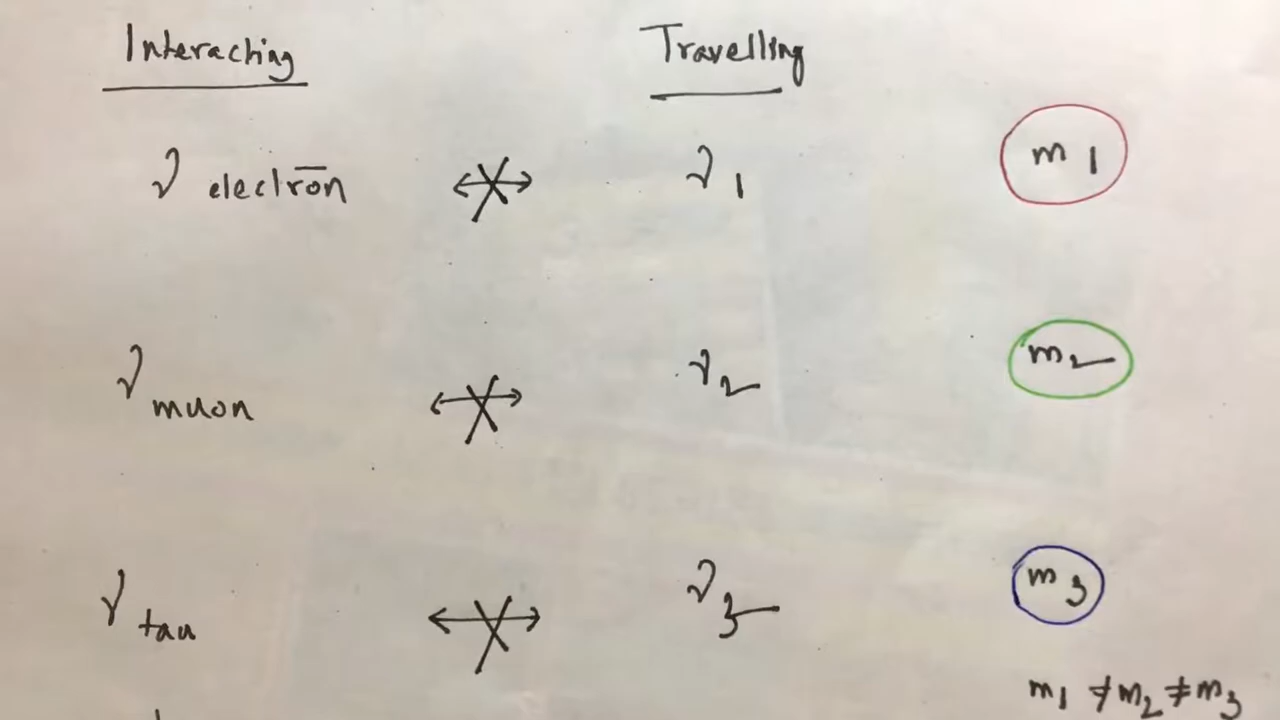 Interacting Travelling
ν electron ν1 m1
ν muon ν2 m2
ν tau ν3 m3
m1 ≠ m2 ≠ m3